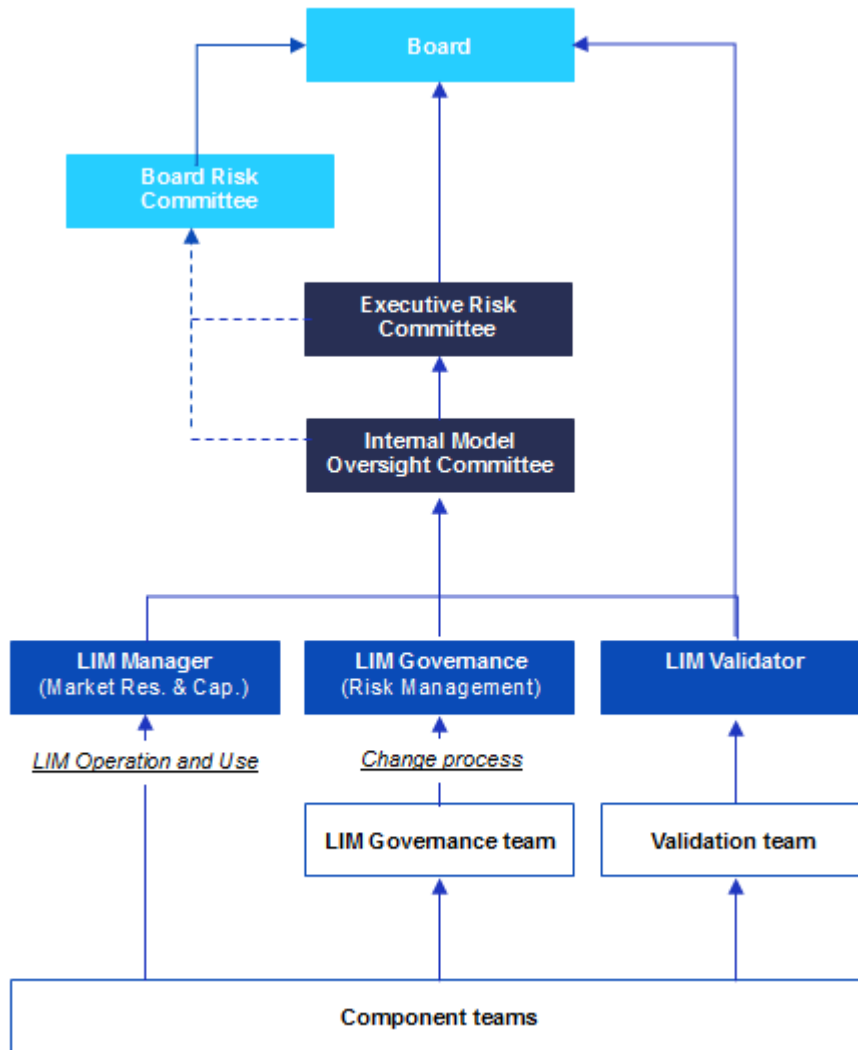 Board
Board Risk
Committee
Executive Risk
Committee
Internal Model
Oversight Committee
LIM Manager
(Market Res. & Cap.)
LIM Governance
(Risk Management)
LIM Validator
LIM Operation and Use
Change process
LIM Governance team
Validation team
Component teams